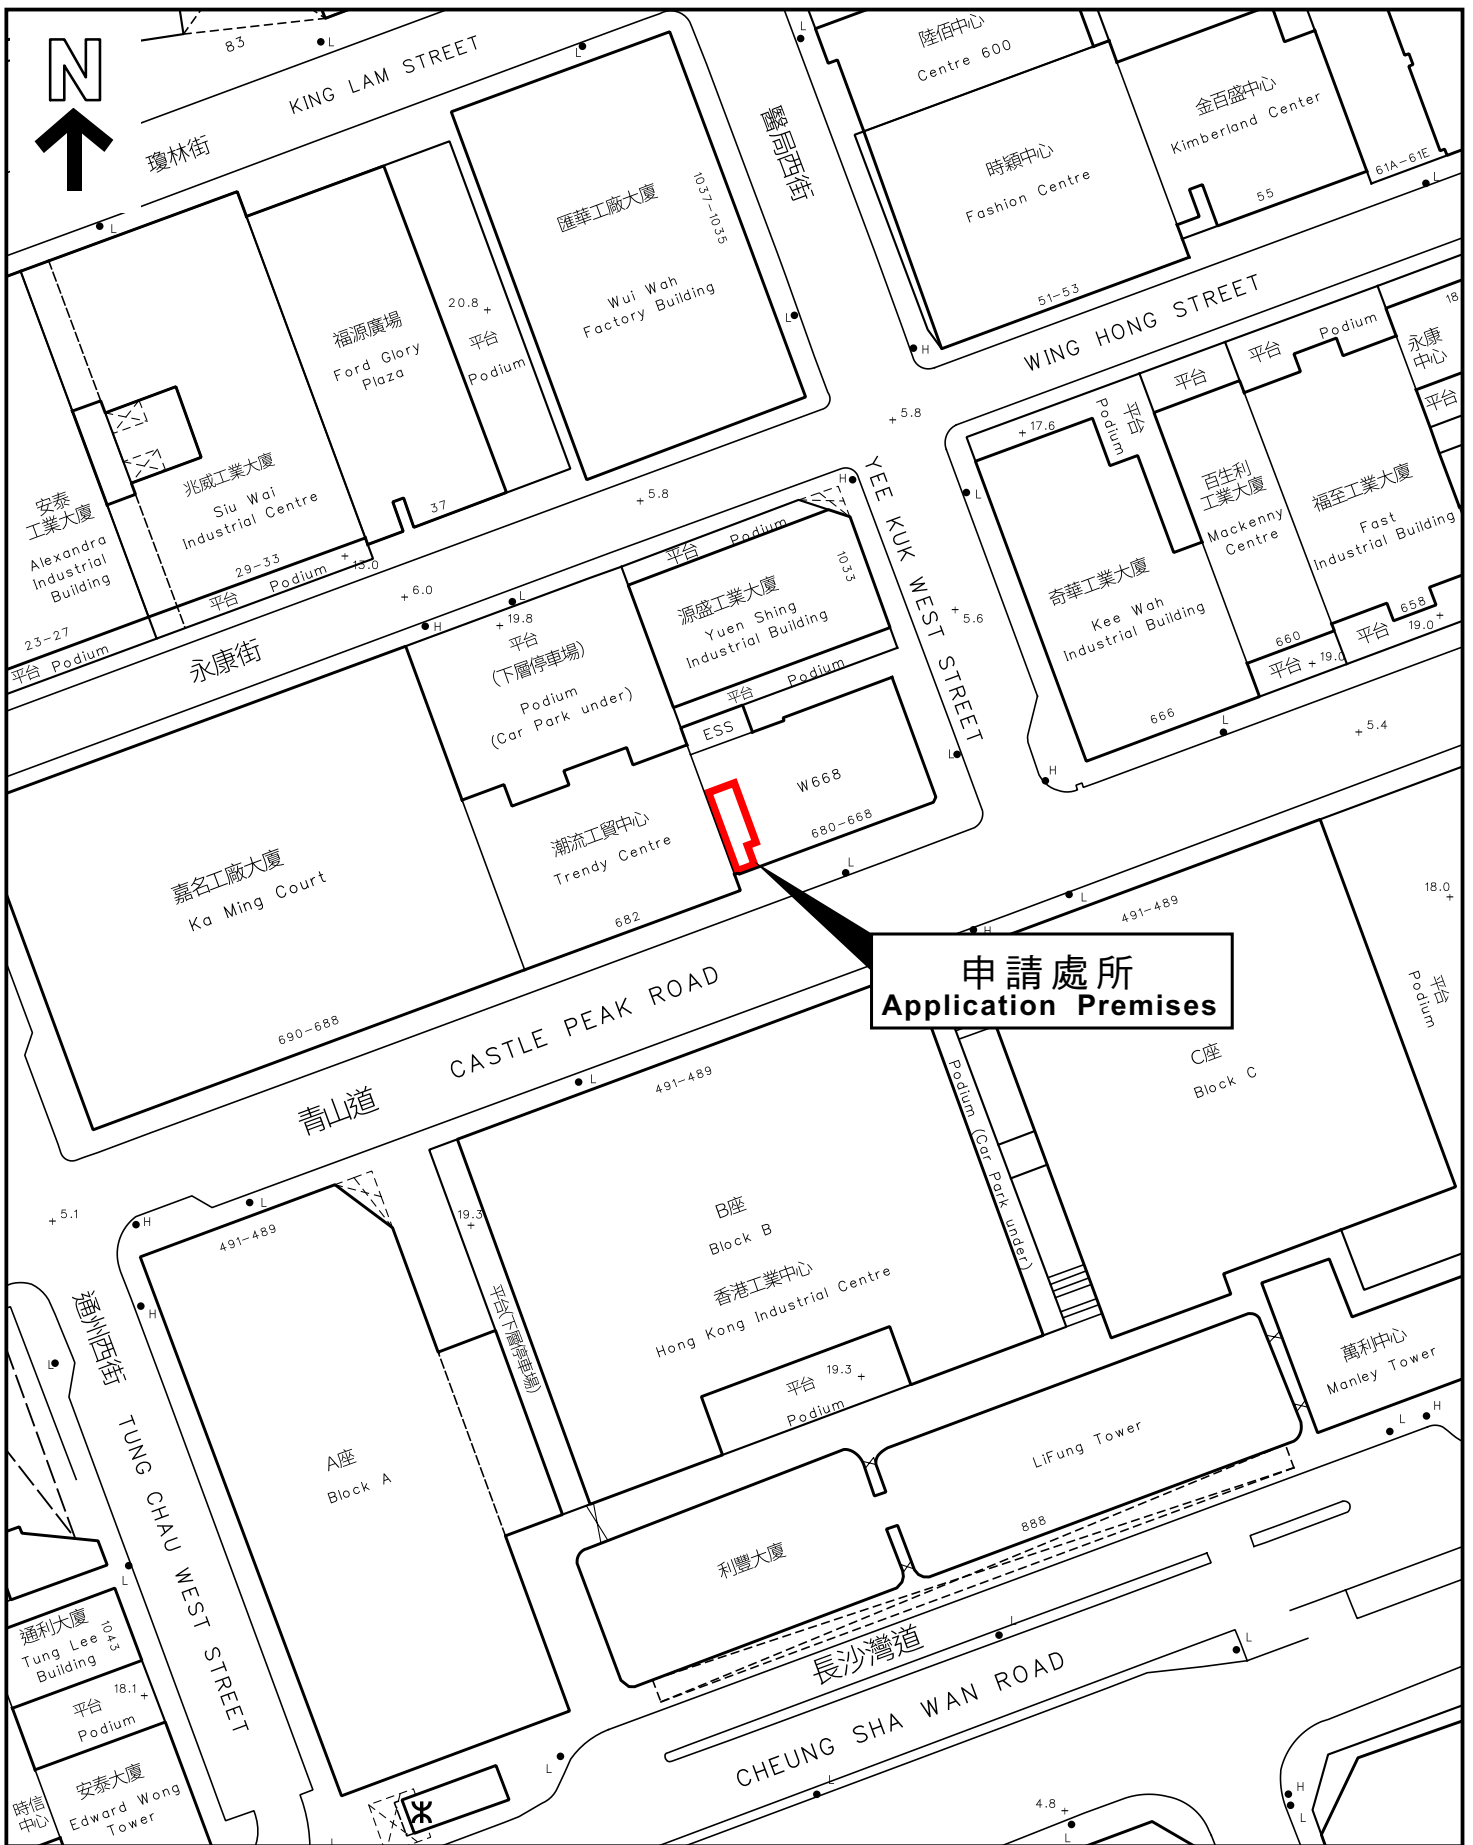 N
83
L
KING LAM STREET
瓊林街
L
L
醫局西街
L
陸佰中心
Centre 600
金百盛中心
Kimberland Center
時穎中心
Fashion Centre
61A-61E
L
55
51-53
匯華工廠大廈
1037-1035
Wui Wah
Factory Building
L
H
WING HONG STREET
20.8
平台
Podium
福源廣場
Ford Glory
Plaza
37
兆威工業大廈
Siu Wai
Industrial Centre
29-33
平台
Podium
13.0
安泰
工業大廈
Alexandra
Industrial
Building
23-27
平台 Podium
永康街
5.8
5.8
6.0
5.6
平台
Podium
18
永康
中心
平台
平台
17.6
平台
Podium
百生利
工業大廈
Mackenny
Centre
660
福至工業大廈
Fast
Industrial Building
658
平台
19.0
平台
19.0
奇華工業大廈
Kee Wah
Industrial Building
666
L
L
H
5.4
YEE KUK WEST STREET
H
平台
Podium
1033
源盛工業大廈
Yuen Shing
Industrial Building
平台
Podium
ESS
W668
680-668
L
L
H
L
19.8
平台
(下層停車場)
Podium
(Car Park under)
潮流工貿中心
Trendy Centre
682
嘉名工廠大廈
Ka Ming Court
690-688
申請處所
Application Premises
CASTLE PEAK ROAD
青山道
L
H
L
491-489
C座
Block C
18.0
平台
Podium
491-489
Podium (Car Park under)
B座
Block B
香港工業中心
Hong Kong Industrial Centre
平台
19.3
Podium
19.3
平台(下層停車場)
5.1
H
L
H
491-489
A座
Block A
L
通州西街
TUNG CHAU WEST STREET
萬利中心
Manley Tower
H
L
LiFung Tower
888
利豐大廈
長沙灣道
CHEUNG SHA WAN ROAD
L
L
L
L
通利大廈
Tung Lee
Building
1043
平台
18.1
Podium
安泰大廈
Edward Wong
Tower
時信
中心
L
L
4.8
L
H
L